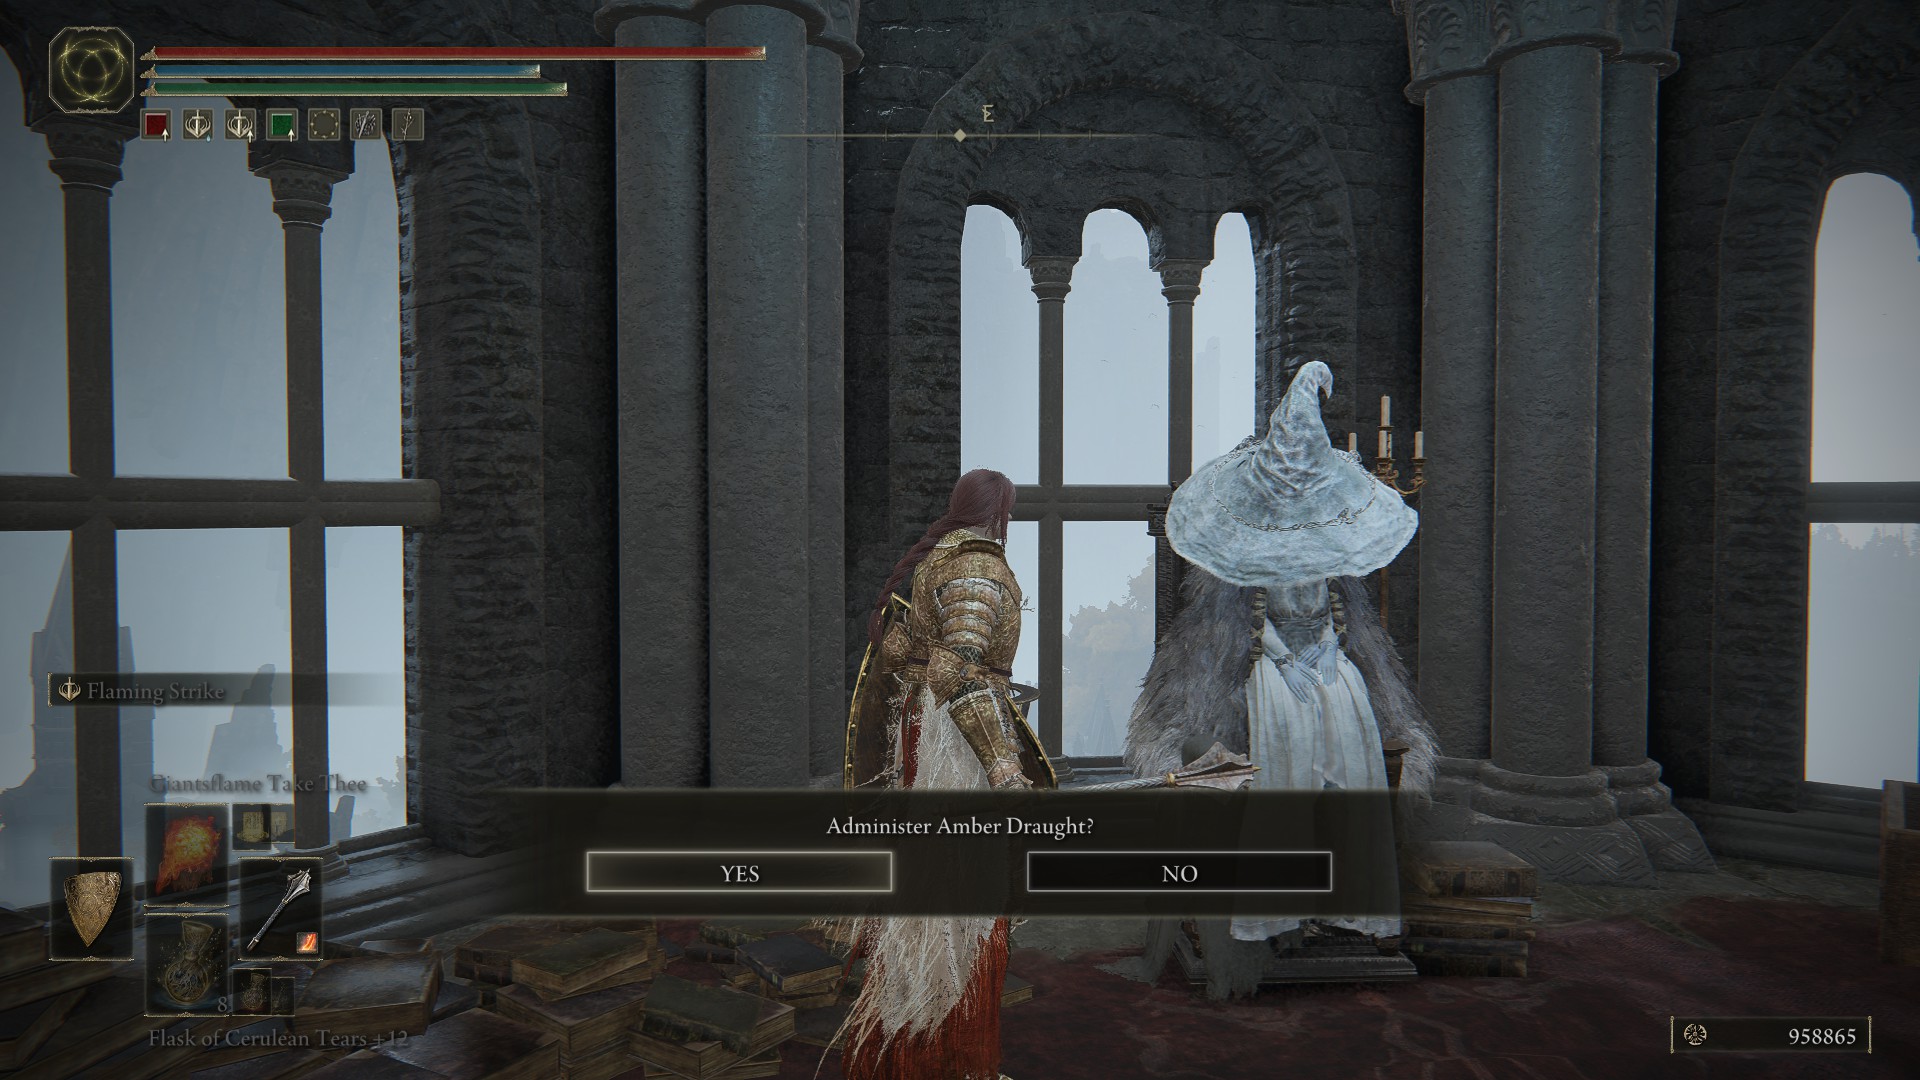 E
Flaming Strike
Giantsflame Take Thee
Administer Amber Draught?
YES
NO
8
Flask of Cerulean Tears +12
958865